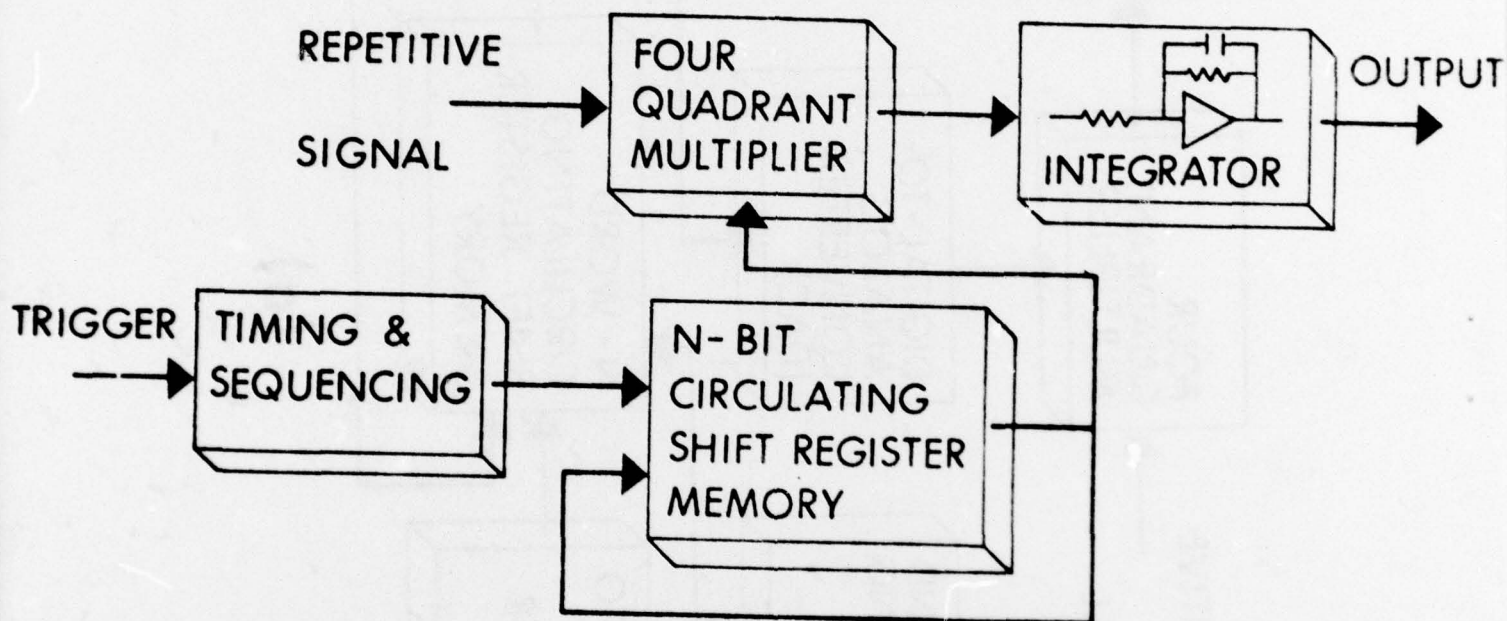 REPETITIVE
SIGNAL
FOUR
QUADRANT
MULTIPLIER
INTEGRATOR
OUTPUT
TRIGGER
TIMING &
SEQUENCING
N-BIT
CIRCULATING
SHIFT REGISTER
MEMORY